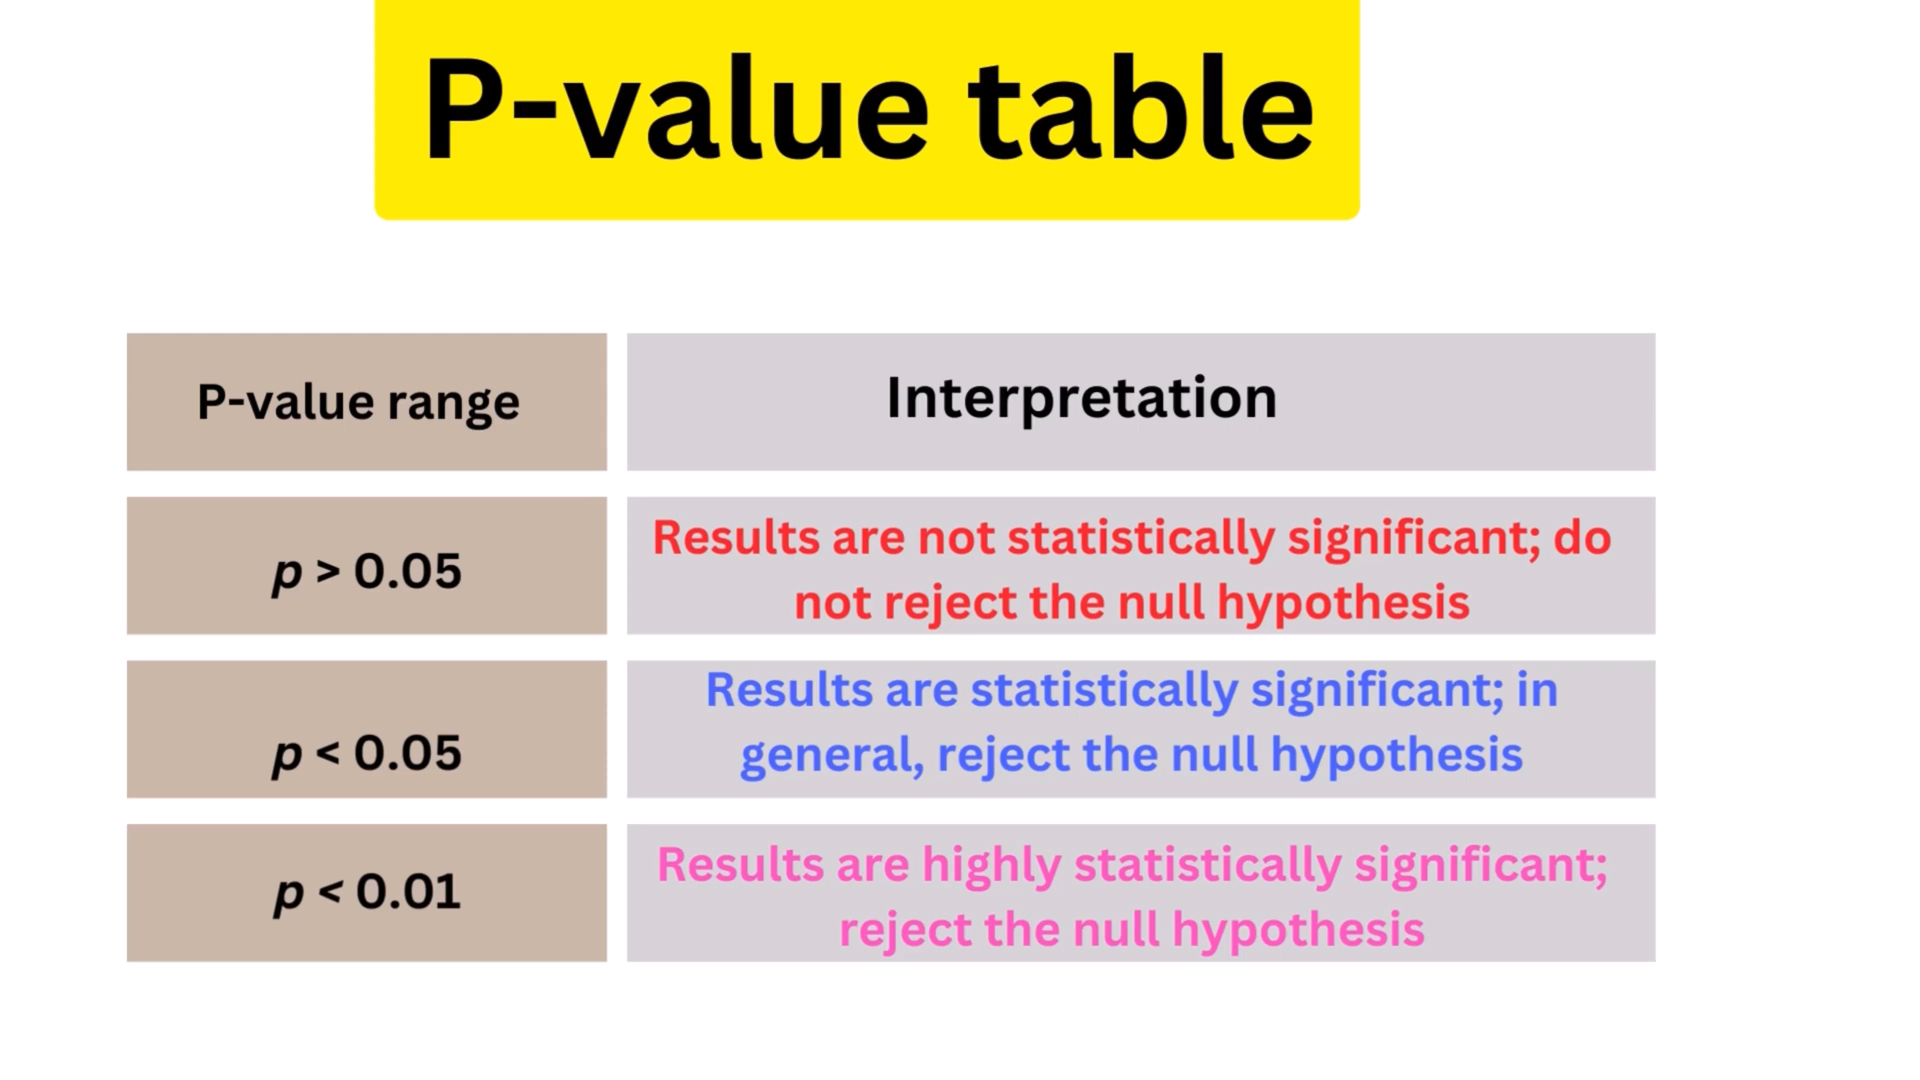 P-value table
P-value range
Interpretation
p > 0.05
Results are not statistically significant; do
not reject the null hypothesis
p < 0.05
Results are statistically significant; in
general, reject the null hypothesis
p < 0.01
Results are highly statistically significant;
reject the null hypothesis